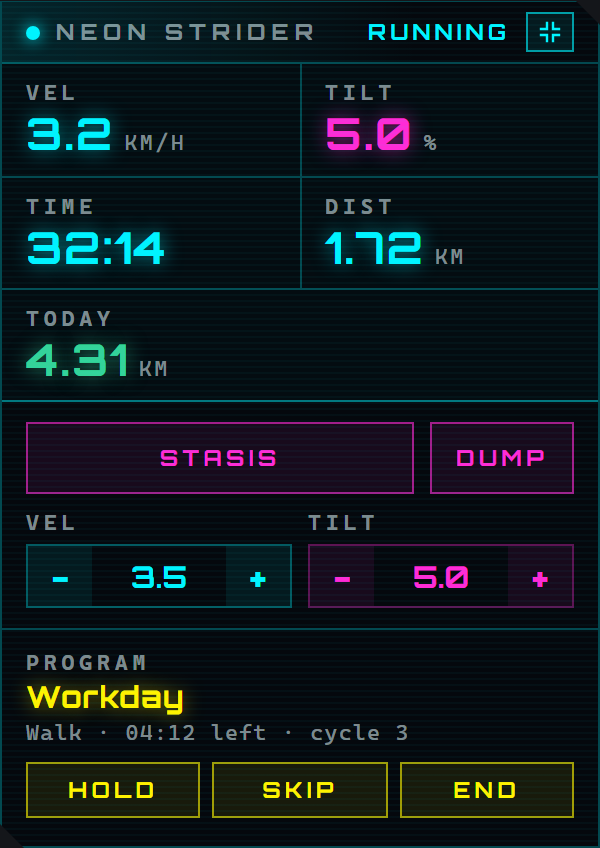 NEON STRIDER RUNNING
VEL TILT
3.2 KM/H 5.0 %
TIME DIST
32:14 1.72 KM
TODAY
4.31 KM
STASIS DUMP
VEL TILT
- 3.5 + - 5.0 +
PROGRAM
Workday
Walk · 04:12 left · cycle 3
HOLD SKIP END